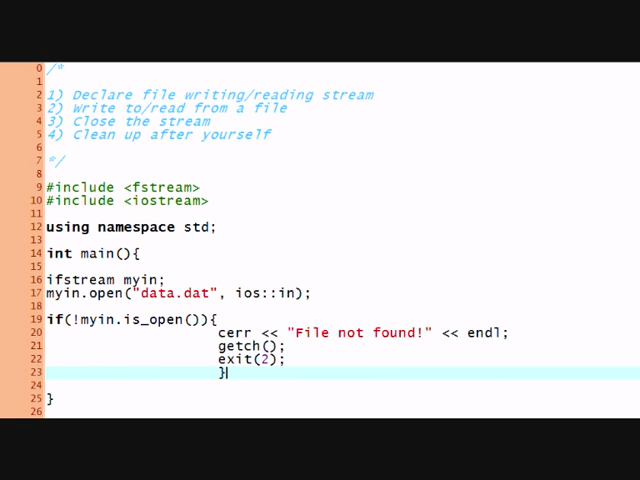 0 /*
1
2 1) Declare file writing/reading stream
3 2) Write to/read from a file
4 3) Close the stream
5 4) Clean up after yourself
6
7 */
8
9 #include <fstream>
10 #include <iostream>
11
12 using namespace std;
13
14 int main(){
15
16 ifstream myin;
17 myin.open("data.dat", ios::in);
18
19 if(!myin.is_open()){
20 cerr << "File not found!" << endl;
21 getch();
22 exit(2);
23 }
24
25 }
26